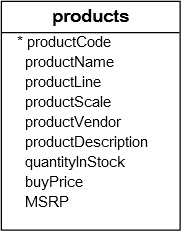 products
* productCode
productName
productLine
productScale
productVendor
productDescription
quantityInStock
buyPrice
MSRP